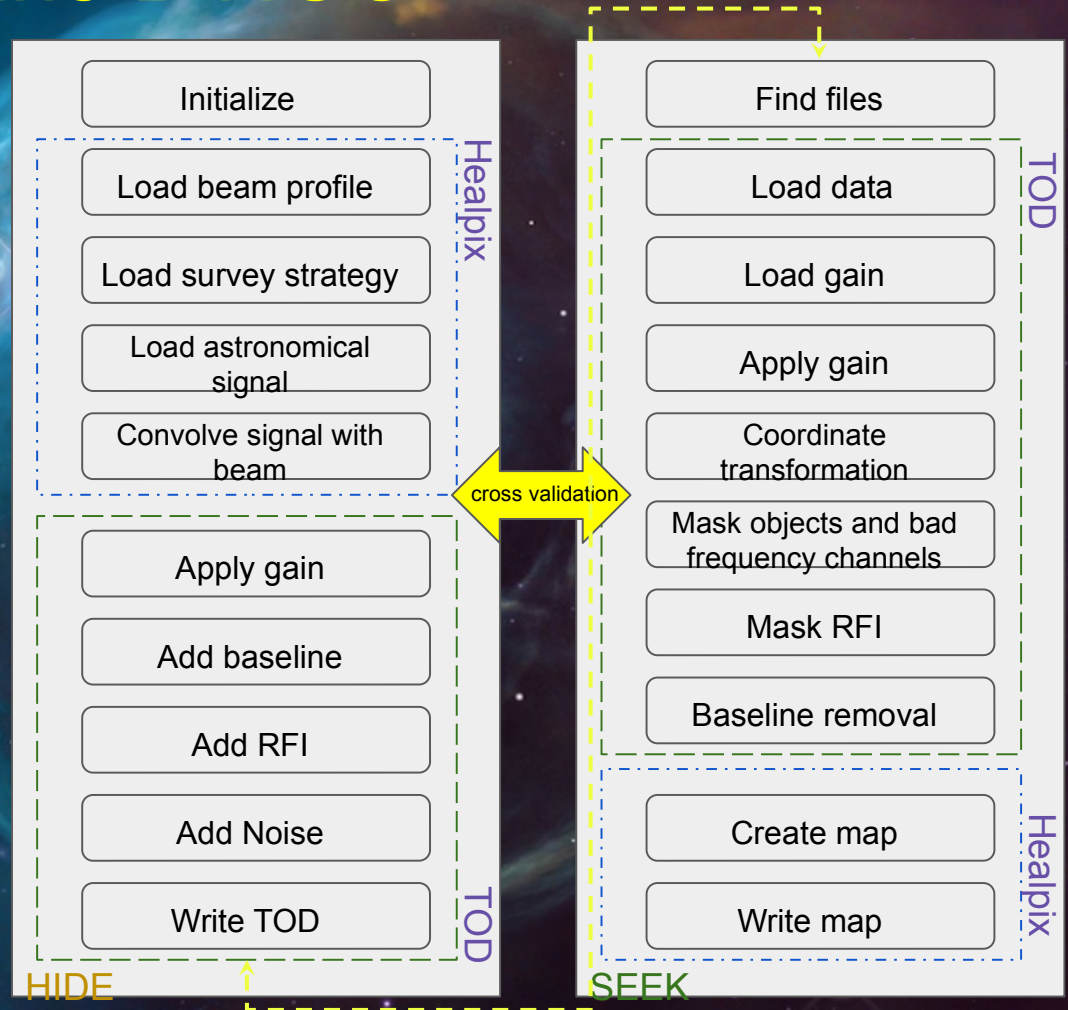 Initialize
Load beam profile
Load survey strategy
Load astronomical
signal
Convolve signal with
beam
Healpix
Apply gain
Add baseline
Add RFI
Add Noise
Write TOD
TOD
HIDE
cross validation
Find files
Load data
Load gain
Apply gain
Coordinate
transformation
Mask objects and bad
frequency channels
Mask RFI
Baseline removal
TOD
Create map
Write map
Healpix
SEEK